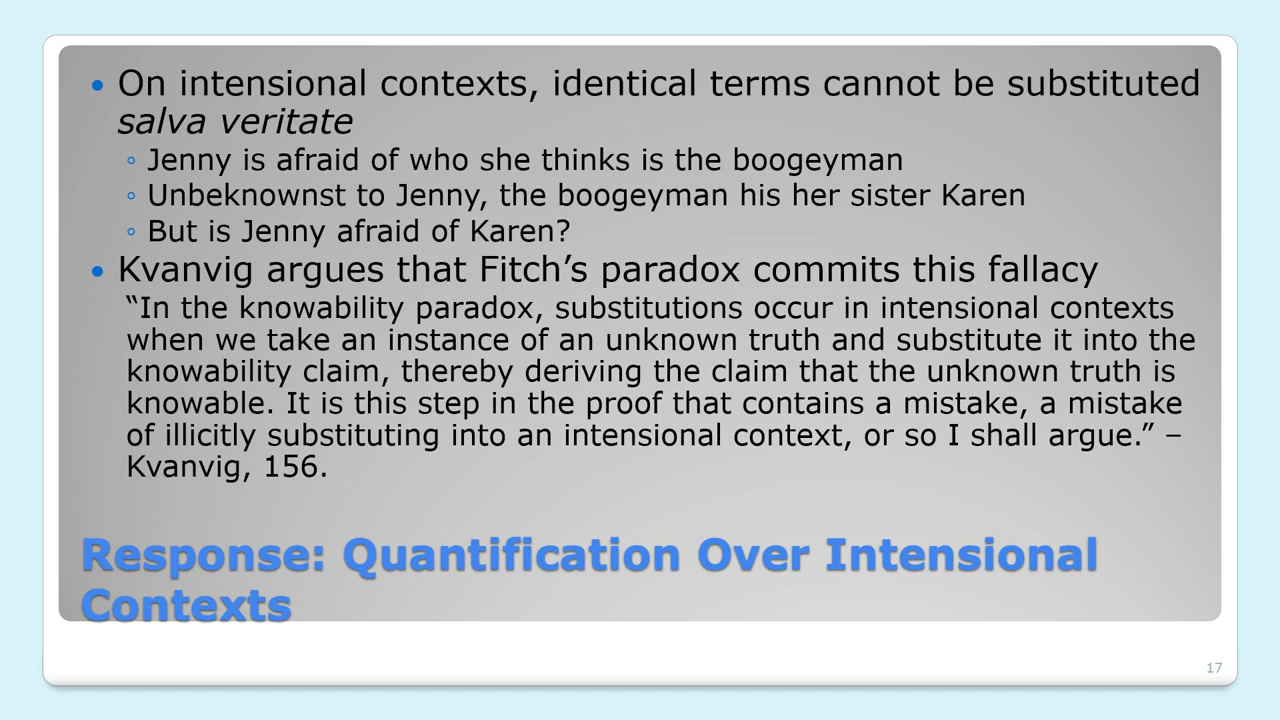 • On intensional contexts, identical terms cannot be substituted
salva veritate
◦ Jenny is afraid of who she thinks is the boogeyman
◦ Unbeknownst to Jenny, the boogeyman his her sister Karen
◦ But is Jenny afraid of Karen?
• Kvanvig argues that Fitch’s paradox commits this fallacy
“In the knowability paradox, substitutions occur in intensional contexts
when we take an instance of an unknown truth and substitute it into the
knowability claim, thereby deriving the claim that the unknown truth is
knowable. It is this step in the proof that contains a mistake, a mistake
of illicitly substituting into an intensional context, or so I shall argue.” –
Kvanvig, 156.
Response: Quantification Over Intensional
Contexts
17